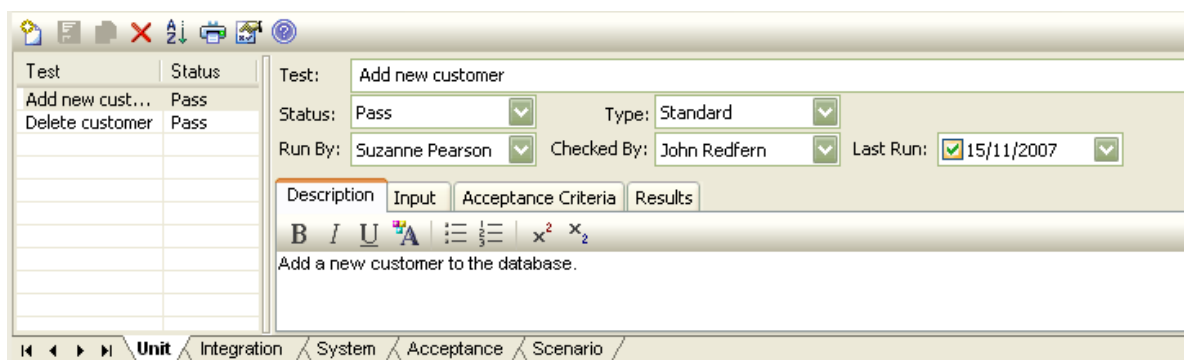 Test Status
Add new cust... Pass
Delete customer Pass
Test: Add new customer
Status: Pass Type: Standard
Run By: Suzanne Pearson Checked By: John Redfern Last Run: 15/11/2007
Description Input Acceptance Criteria Results
B I U A x² x₂
Add a new customer to the database.
Unit Integration System Acceptance Scenario